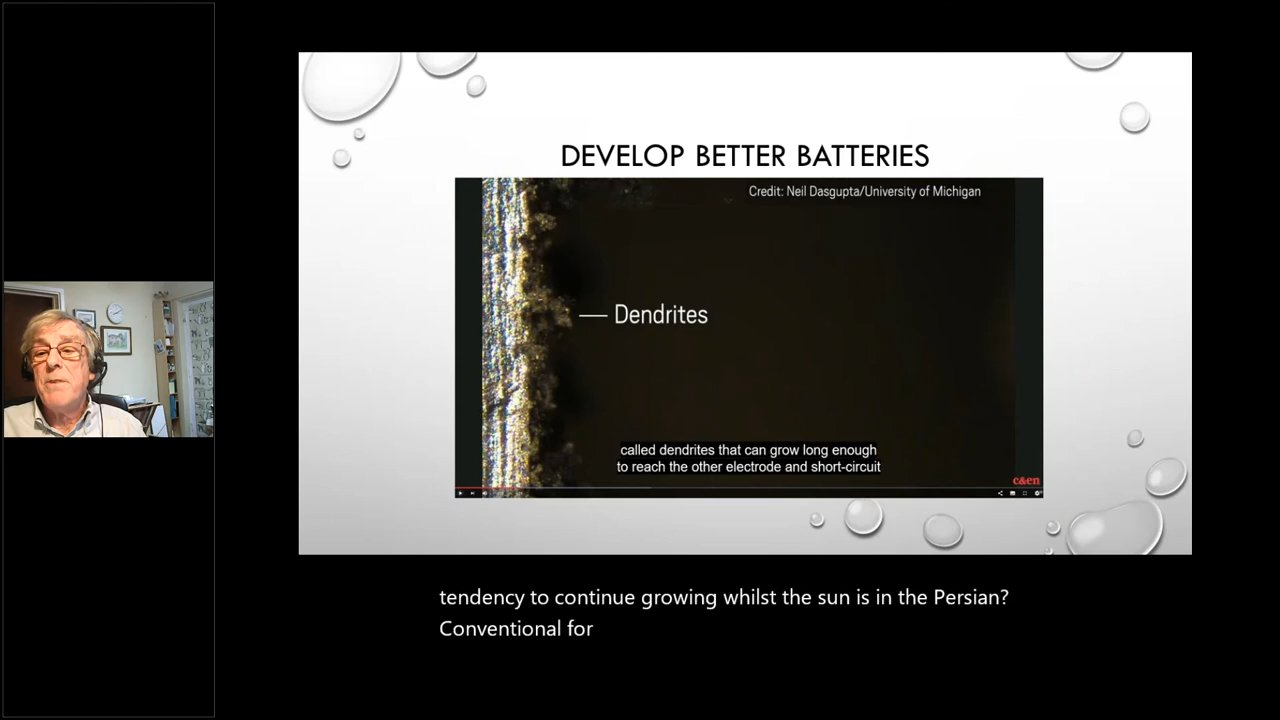 DEVELOP BETTER BATTERIES
Credit: Neil Dasgupta/University of Michigan
Dendrites
called dendrites that can grow long enough
to reach the other electrode and short-circuit
c&en
tendency to continue growing whilst the sun is in the Persian?
Conventional for